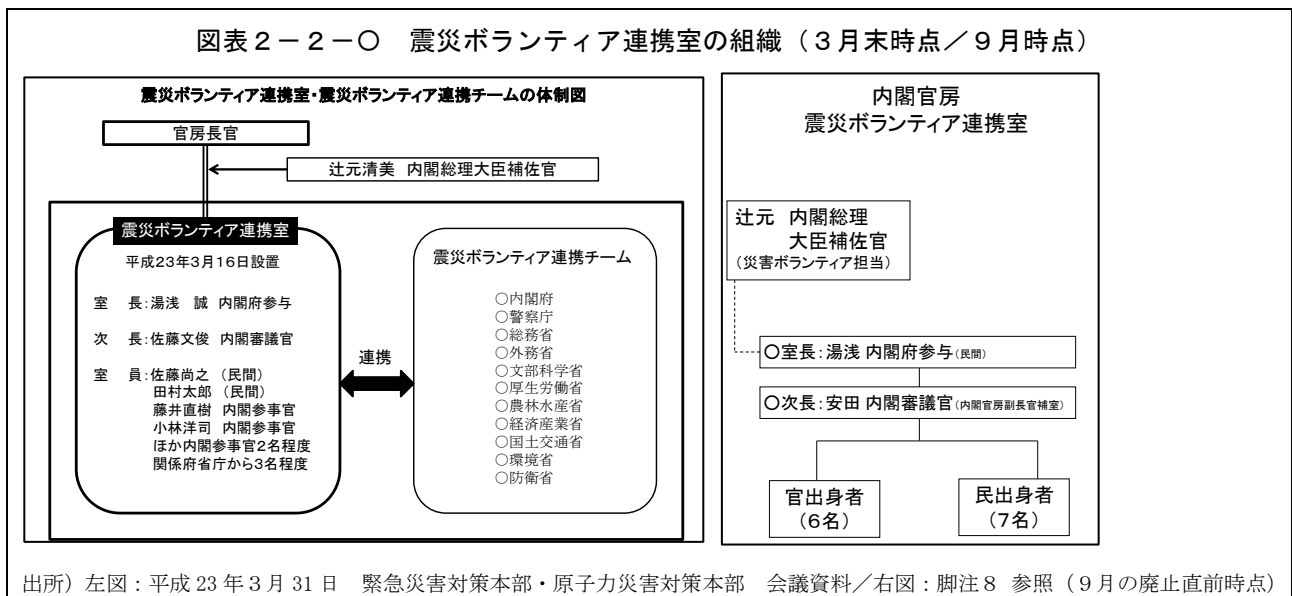 図表２－２－○　震災ボランティア連携室の組織（３月末時点／９月時点）
震災ボランティア連携室・震災ボランティア連携チームの体制図
官房長官
辻元清美　内閣総理大臣補佐官
震災ボランティア連携室
平成23年3月16日設置
室　　長：湯浅　誠　内閣府参与
次　　長：佐藤文俊　内閣審議官
室　　員：佐藤尚之　（民間）
田村太郎　（民間）
藤井直樹　内閣参事官
小林洋司　内閣参事官
ほか内閣参事官２名程度
関係府省庁から３名程度
連携
震災ボランティア連携チーム
○内閣府
○警察庁
○総務省
○外務省
○文部科学省
○厚生労働省
○農林水産省
○経済産業省
○国土交通省
○環境省
○防衛省
内閣官房
震災ボランティア連携室
辻元　内閣総理
大臣補佐官
（災害ボランティア担当）
○室長：湯浅 内閣府参与（民間）
○次長：安田 内閣審議官（内閣官房副長官補室）
官出身者
（６名）
民出身者
（７名）
出所）左図：平成 23 年３月 31 日　緊急災害対策本部・原子力災害対策本部　会議資料／右図：脚注８ 参照（９月の廃止直前時点）